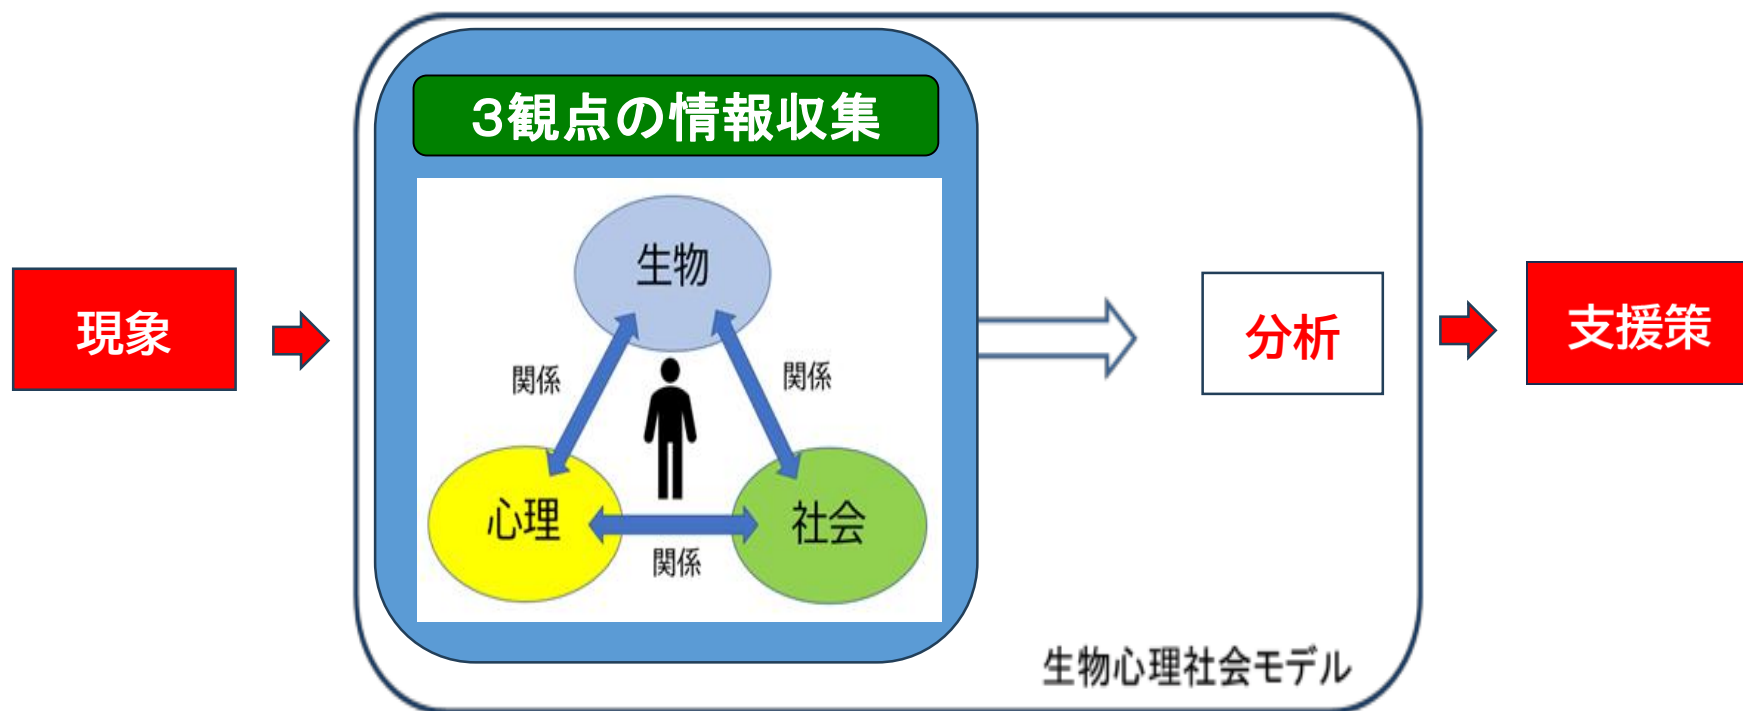 3観点の情報収集
生物
現象
支援策
分析
関係
関係
心理
社会
関係
生物心理社会モデル